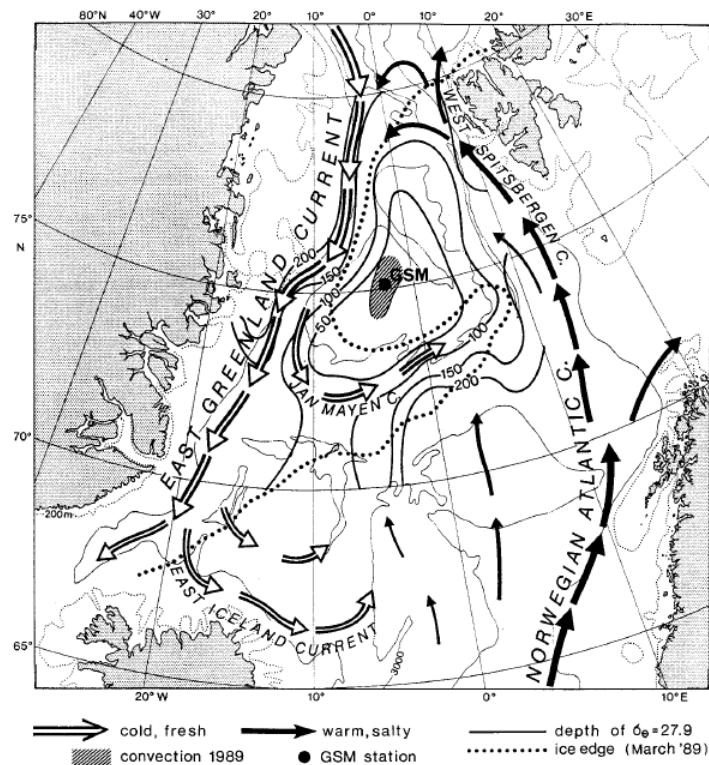 80°N 40° 30° 20° 10° 0° 10° 20° 30°E
75°
N
70°
65°
20°W 10° 0° 10°E
EAST GREENLAND CURRENT
WEST SPITSBERGEN C.
GSM
200
150
100
50
JAN MAYEN C.
100
150
200
NORWEGIAN ATLANTIC C.
200m
EAST ICELAND CURRENT
3000
cold, fresh warm, salty depth of σθ=27.9
convection 1989 GSM station ice edge (March '89)